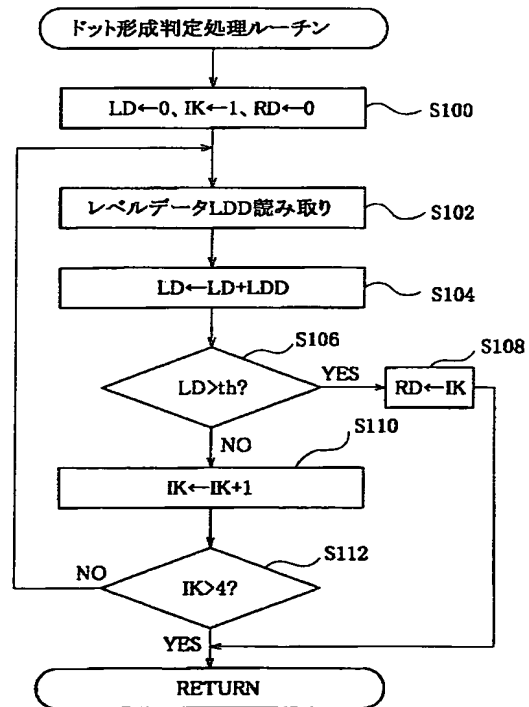 ドット形成判定処理ルーチン
LD←0、IK←1、RD←0
S100
レベルデータLDD読み取り
S102
LD←LD+LDD
S104
S106
LD>th?
YES
S108
RD←IK
NO
S110
IK←IK+1
S112
NO
IK>4?
YES
RETURN